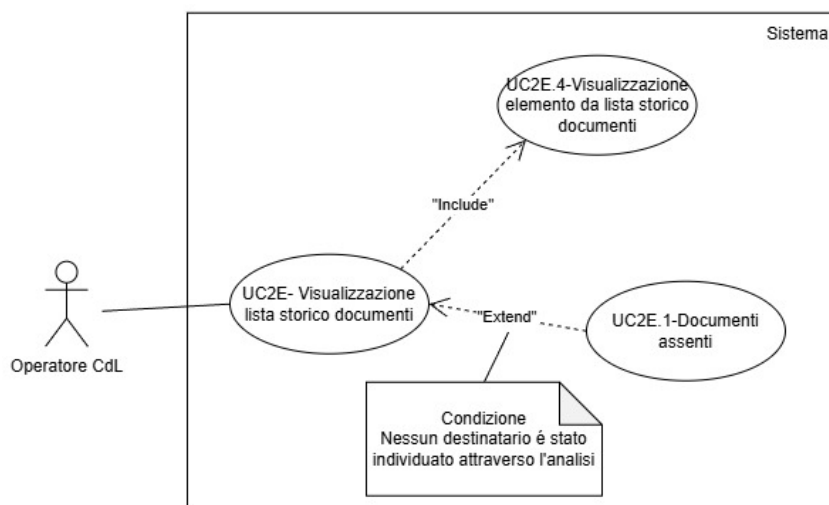 Sistema
UC2E.4-Visualizzazione
elemento da lista storico
documenti
"Include"
UC2E- Visualizzazione
lista storico documenti
"Extend"
UC2E.1-Documenti
assenti
Operatore CdL
Condizione
Nessun destinatario é stato
individuato attraverso l'analisi